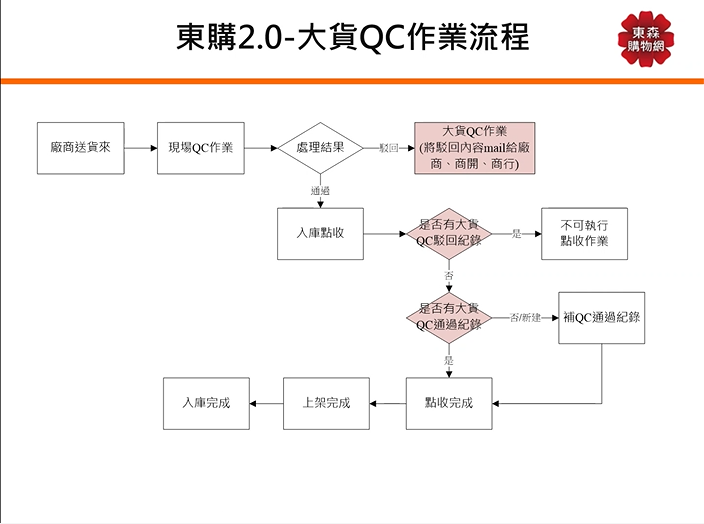 東購2.0-大貨QC作業流程
東森
購物網
廠商送貨來
現場QC作業
處理結果
駁回
大貨QC作業
(將駁回內容mail給廠
商、商開、商行)
通過
入庫點收
是否有大貨
QC駁回紀錄
是
不可執行
點收作業
否
是否有大貨
QC通過紀錄
否/新建
補QC通過紀錄
是
入庫完成
上架完成
點收完成